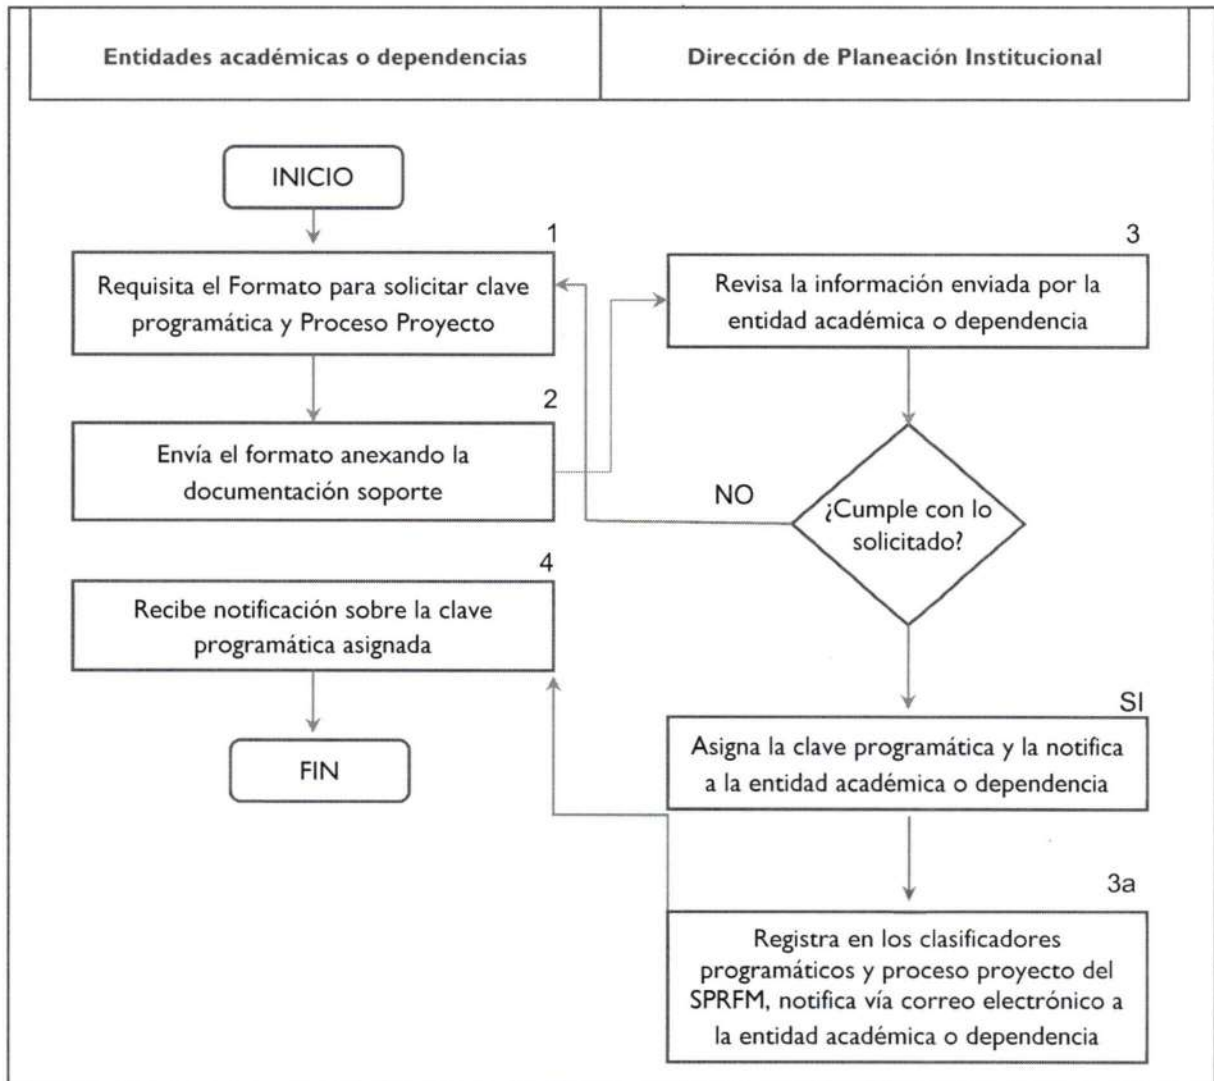 Entidades académicas o dependencias
Dirección de Planeación Institucional
INICIO
1
Requisita el Formato para solicitar clave
programática y Proceso Proyecto
2
Envía el formato anexando la
documentación soporte
3
Revisa la información enviada por la
entidad académica o dependencia
¿Cumple con lo
solicitado?
NO
SI
Asigna la clave programática y la notifica
a la entidad académica o dependencia
3a
Registra en los clasificadores
programáticos y proceso proyecto del
SPRFM, notifica vía correo electrónico a
la entidad académica o dependencia
4
Recibe notificación sobre la clave
programática asignada
FIN